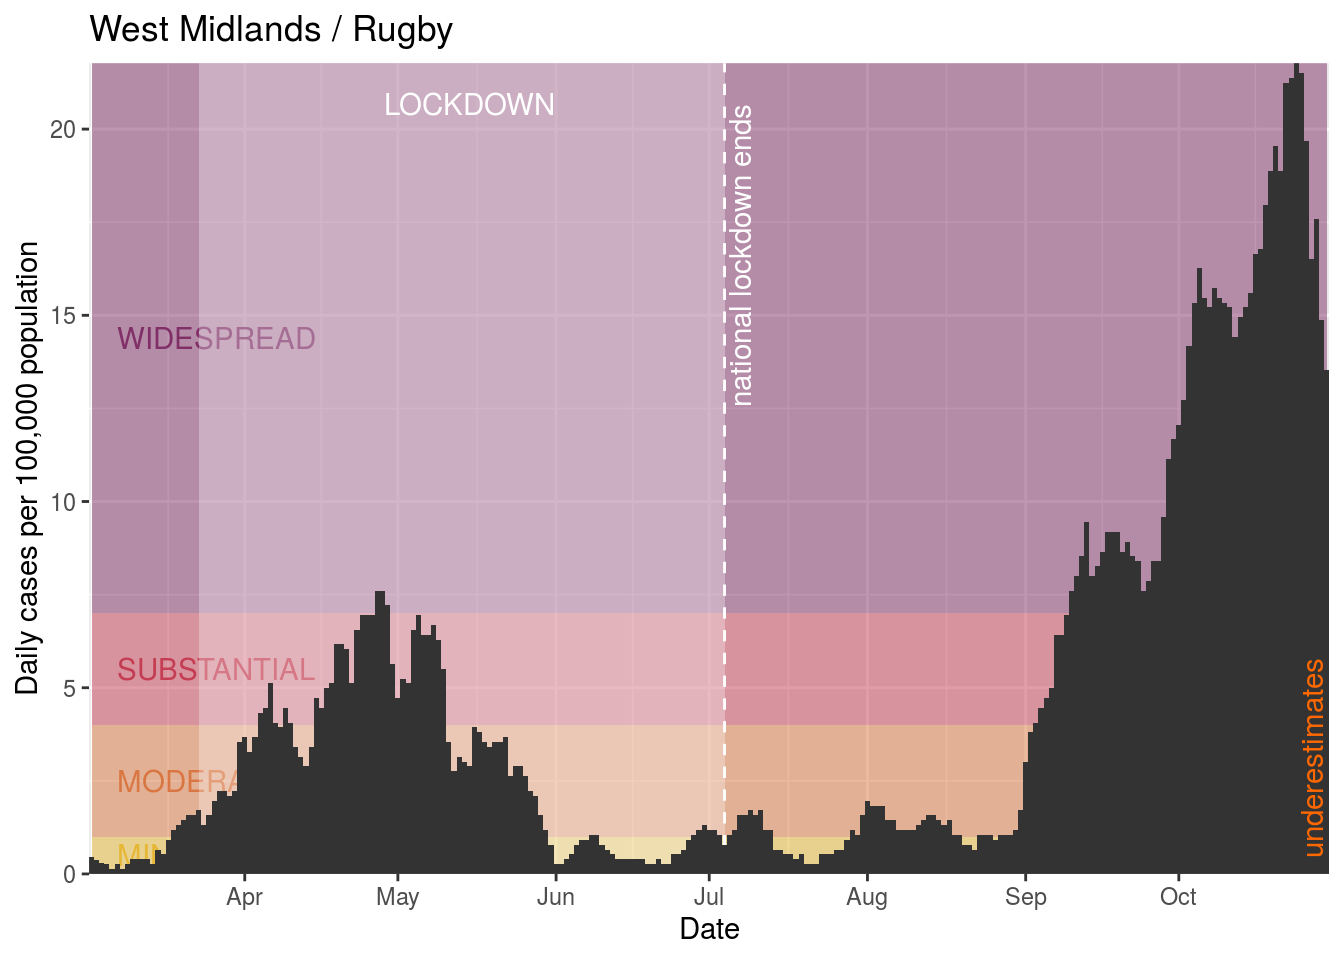 West Midlands / Rugby
Daily cases per 100,000 population
20
15
10
5
0
LOCKDOWN
national lockdown ends
WIDESPREAD
SUBSTANTIAL
underestimates
Apr
May
Jun
Jul
Aug
Sep
Oct
Date